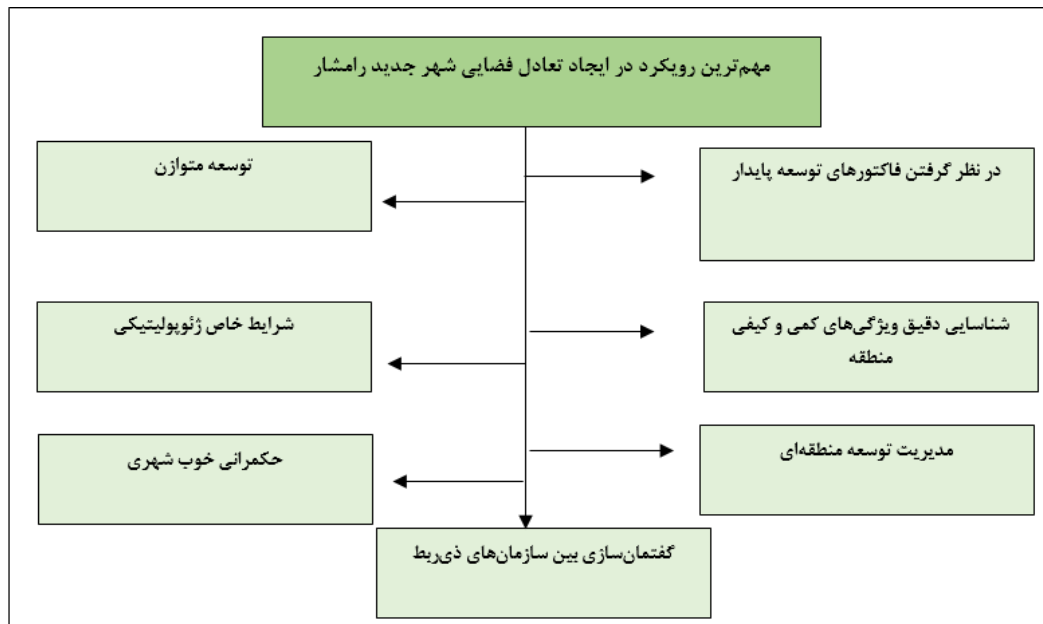 مهم‌ترین رویکرد در ایجاد تعادل فضایی شهر جدید رامشار
در نظر گرفتن فاکتورهای توسعه پایدار
توسعه متوازن
شناسایی دقیق ویژگی‌های کمی و کیفی
منطقه
شرایط خاص ژئوپولیتیکی
مدیریت توسعه منطقه‌ای
حکمرانی خوب شهری
گفتمان‌سازی بین سازمان‌های ذی‌ربط